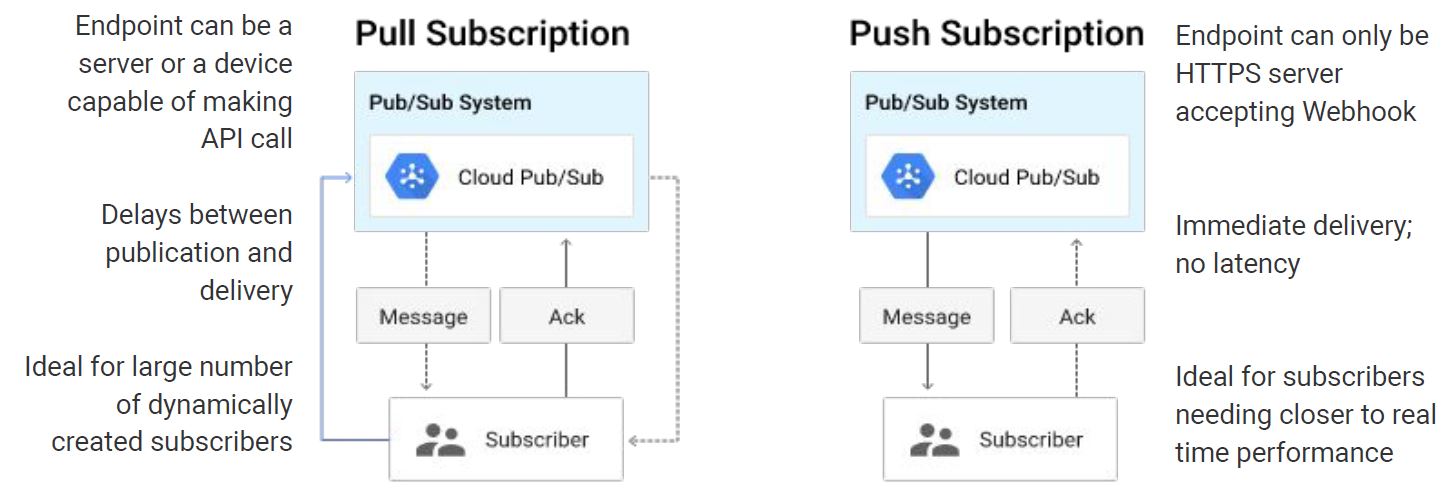 Endpoint can be a
server or a device
capable of making
API call
Delays between
publication and
delivery
Ideal for large number
of dynamically
created subscribers
Pull Subscription
Pub/Sub System
Cloud Pub/Sub
Message
Ack
Subscriber
Push Subscription
Pub/Sub System
Cloud Pub/Sub
Message
Ack
Subscriber
Endpoint can only be
HTTPS server
accepting Webhook
Immediate delivery;
no latency
Ideal for subscribers
needing closer to real
time performance